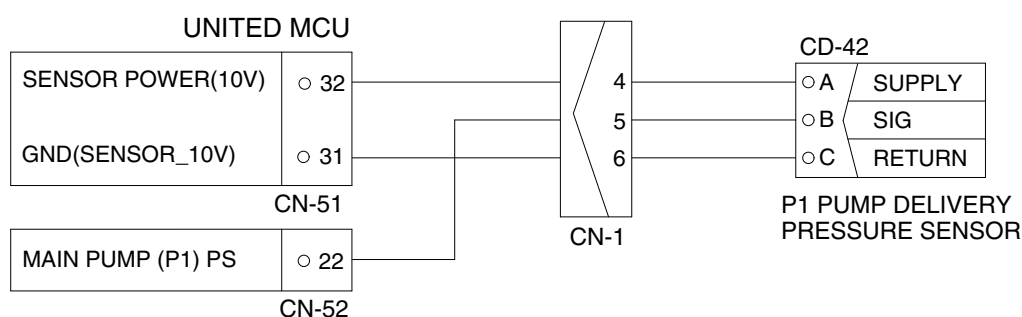 UNITED MCU
SENSOR POWER(10V) 32
GND(SENSOR_10V) 31
CN-51
MAIN PUMP (P1) PS 22
CN-52
4
5
6
CN-1
CD-42
A SUPPLY
B SIG
C RETURN
P1 PUMP DELIVERY
PRESSURE SENSOR